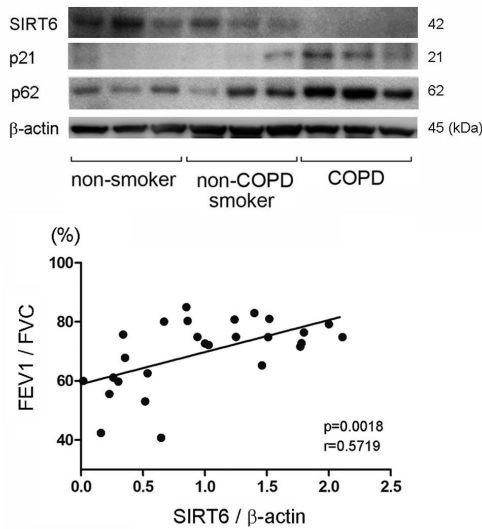 SIRT6 42
p21 21
p62 62
β-actin 45 (kDa)
non-smoker non-COPD smoker COPD
(%)
100
80
60
40
FEV1 / FVC
p=0.0018
r=0.5719
0.0 0.5 1.0 1.5 2.0 2.5
SIRT6 / β-actin